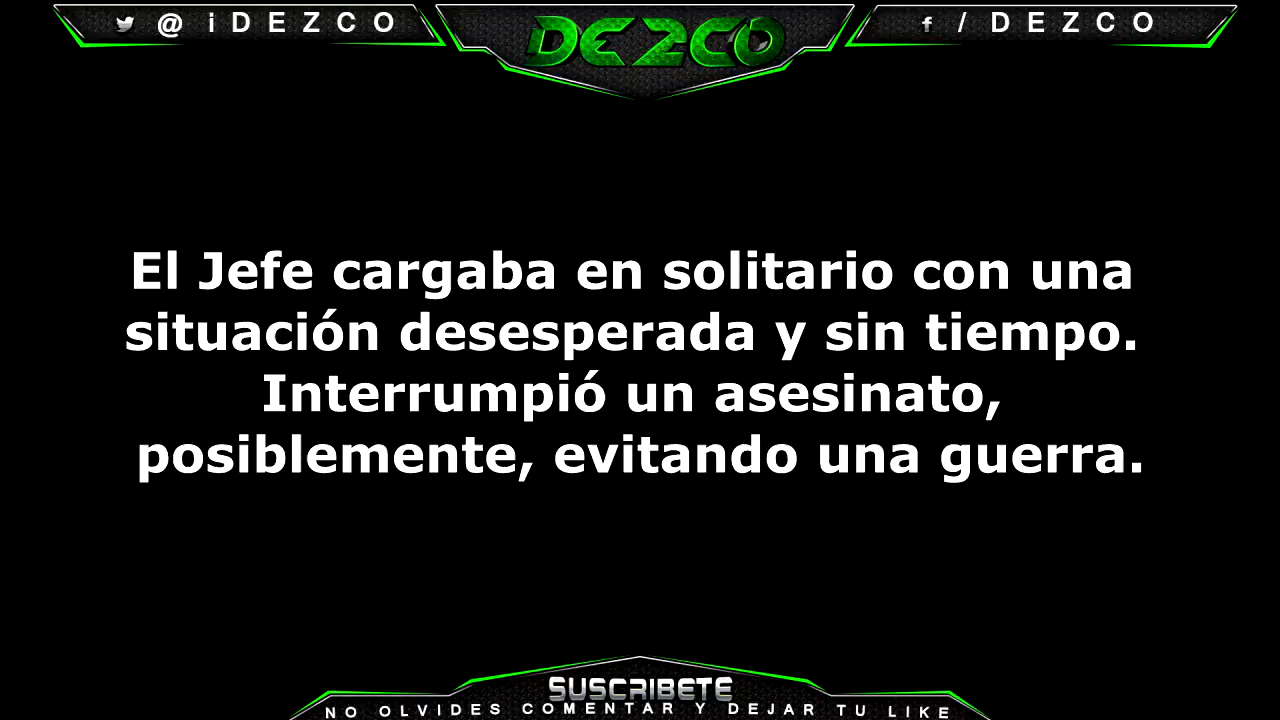 @iDEZCO
DEZCO
/DEZCO
El Jefe cargaba en solitario con una
situación desesperada y sin tiempo.
Interrumpió un asesinato,
posiblemente, evitando una guerra.
SUSCRIBETE
NO OLVIDES COMENTAR Y DEJAR TU LIKE